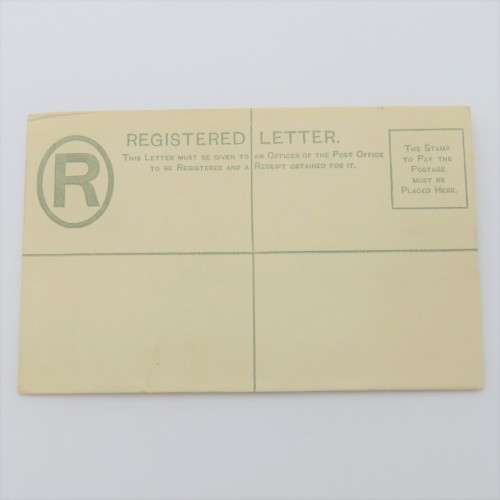 R
REGISTERED LETTER.
THIS LETTER MUST BE GIVEN TO AN OFFICER OF THE POST OFFICE
TO BE REGISTERED AND A RECEIPT OBTAINED FOR IT.
THE STAMP
TO PAY THE
POSTAGE
MUST BE
PLACED HERE.